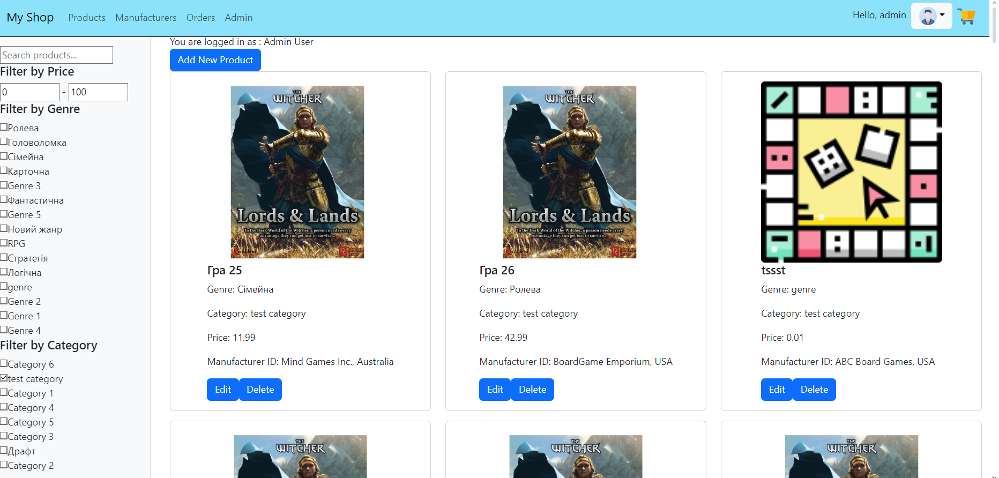 My Shop Products Manufacturers Orders Admin Hello, admin
You are logged in as : Admin User
Search products...
Add New Product
Filter by Price
0 - 100
Filter by Genre
Ролева
Головоломка
Сімейна
Карточна
Genre 3
Фантастична
Genre 5
Новий жанр
RPG
Стратегія
Логічна
genre
Genre 2
Genre 1
Genre 4
Filter by Category
Category 6
test category
Category 1
Category 4
Category 5
Category 3
Драфт
Category 2
THE
WITCHER
Lords & Lands
In the Dark World of the Witcher, a person needs every
advantage they can get just to survive...
Гра 25
Genre: Сімейна
Category: test category
Price: 11.99
Manufacturer ID: Mind Games Inc., Australia
Edit Delete
THE
WITCHER
Lords & Lands
In the Dark World of the Witcher, a person needs every
advantage they can get just to survive...
Гра 26
Genre: Ролева
Category: test category
Price: 42.99
Manufacturer ID: BoardGame Emporium, USA
Edit Delete
tssst
Genre: genre
Category: test category
Price: 0.01
Manufacturer ID: ABC Board Games, USA
Edit Delete
THE
WITCHER
THE
WITCHER
THE
WITCHER